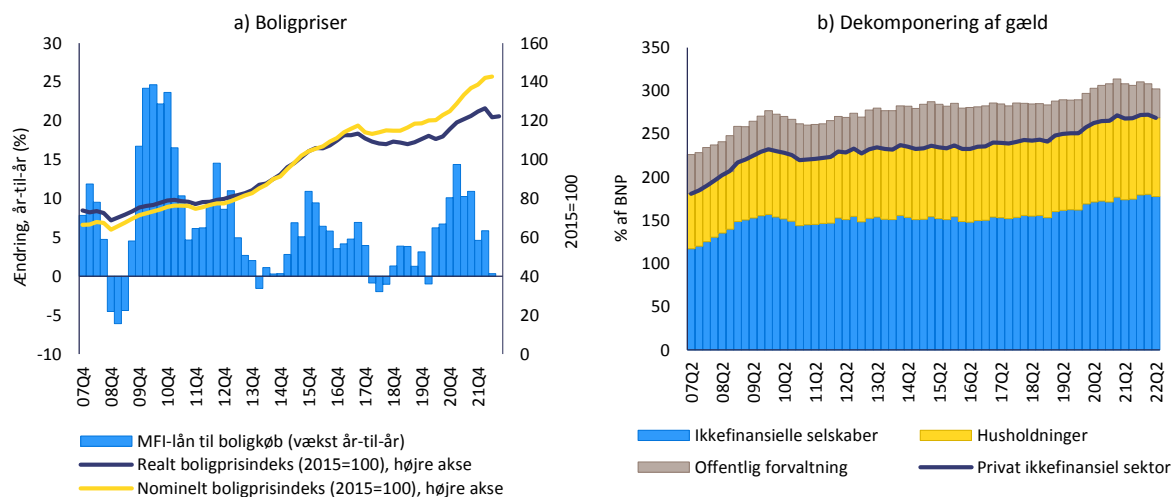 a) Boligpriser
Ændring, år-til-år (%)
30
25
20
15
10
5
0
-5
-10
160
140
120
100
80
60
40
20
0
2015=100
07Q4
08Q4
09Q4
10Q4
11Q4
12Q4
13Q4
14Q4
15Q4
16Q4
17Q4
18Q4
19Q4
20Q4
21Q4
MFI-lån til boligkøb (vækst år-til-år)
Realt boligprisindeks (2015=100), højre akse
Nominelt boligprisindeks (2015=100), højre akse
b) Dekomponering af gæld
% af BNP
350
300
250
200
150
100
50
0
07Q2
08Q2
09Q2
10Q2
11Q2
12Q2
13Q2
14Q2
15Q2
16Q2
17Q2
18Q2
19Q2
20Q2
21Q2
22Q2
Ikkefinansielle selskaber
Husholdninger
Offentlig forvaltning
Privat ikkefinansiel sektor